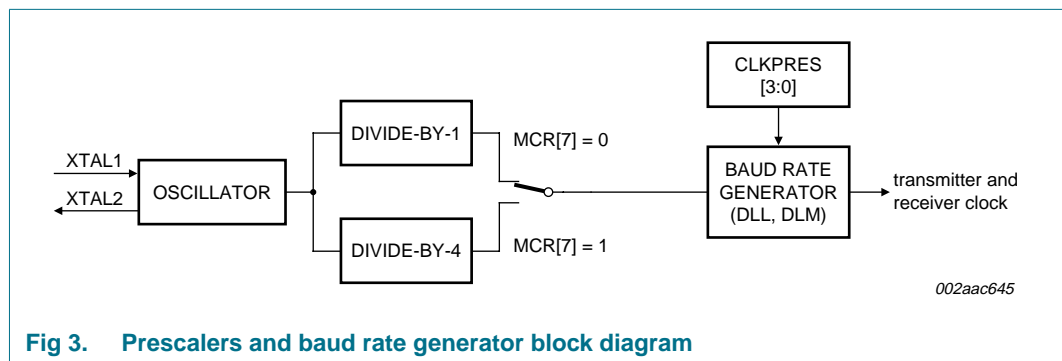 XTAL1
XTAL2
OSCILLATOR
DIVIDE-BY-1
DIVIDE-BY-4
MCR[7] = 0
MCR[7] = 1
CLKPRES
[3:0]
BAUD RATE
GENERATOR
(DLL, DLM)
transmitter and
receiver clock
002aac645
Fig 3. Prescalers and baud rate generator block diagram